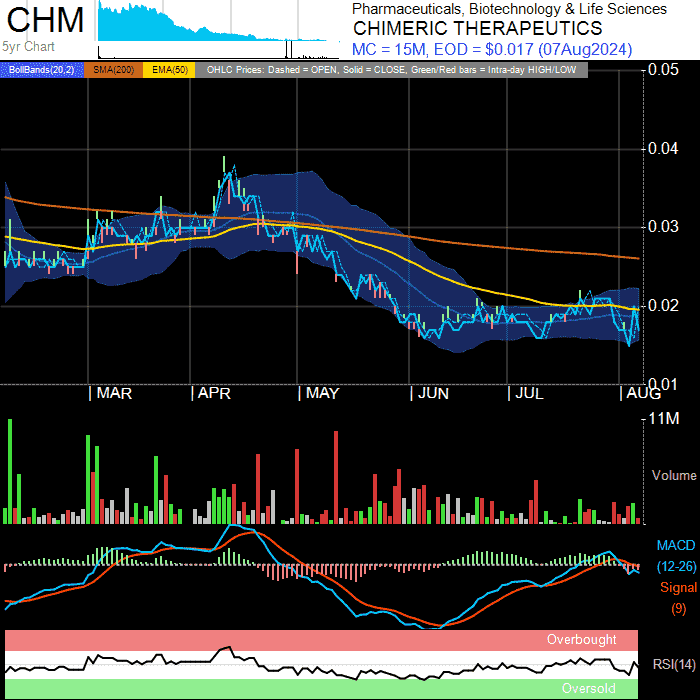 CHM
5yr Chart
Pharmaceuticals, Biotechnology & Life Sciences
CHIMERIC THERAPEUTICS
MC = 15M, EOD = $0.017 (07Aug2024)
BollBands(20,2) SMA(200) EMA(50) OHLC Prices: Dashed = OPEN, Solid = CLOSE, Green/Red bars = Intra-day HIGH/LOW
0.05
0.04
0.03
0.02
0.01
| MAR | APR | MAY | JUN | JUL | AUG
11M
Volume
MACD
(12-26)
Signal
(9)
Overbought
RSI(14)
Oversold